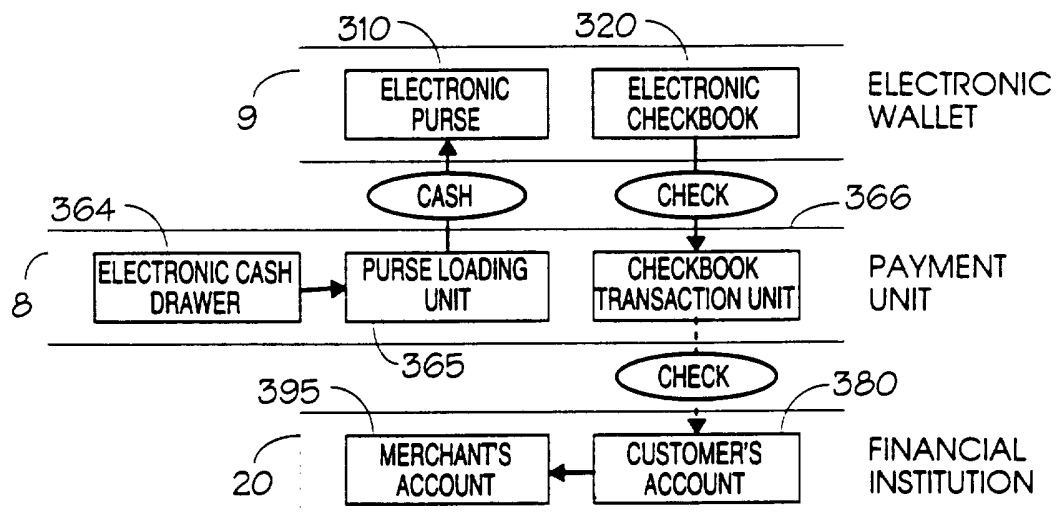 310
320
9
ELECTRONIC
PURSE
ELECTRONIC
CHECKBOOK
ELECTRONIC
WALLET
CASH
CHECK
364
366
8
ELECTRONIC CASH
DRAWER
PURSE LOADING
UNIT
CHECKBOOK
TRANSACTION UNIT
PAYMENT
UNIT
365
CHECK
395
380
20
MERCHANT'S
ACCOUNT
CUSTOMER'S
ACCOUNT
FINANCIAL
INSTITUTION